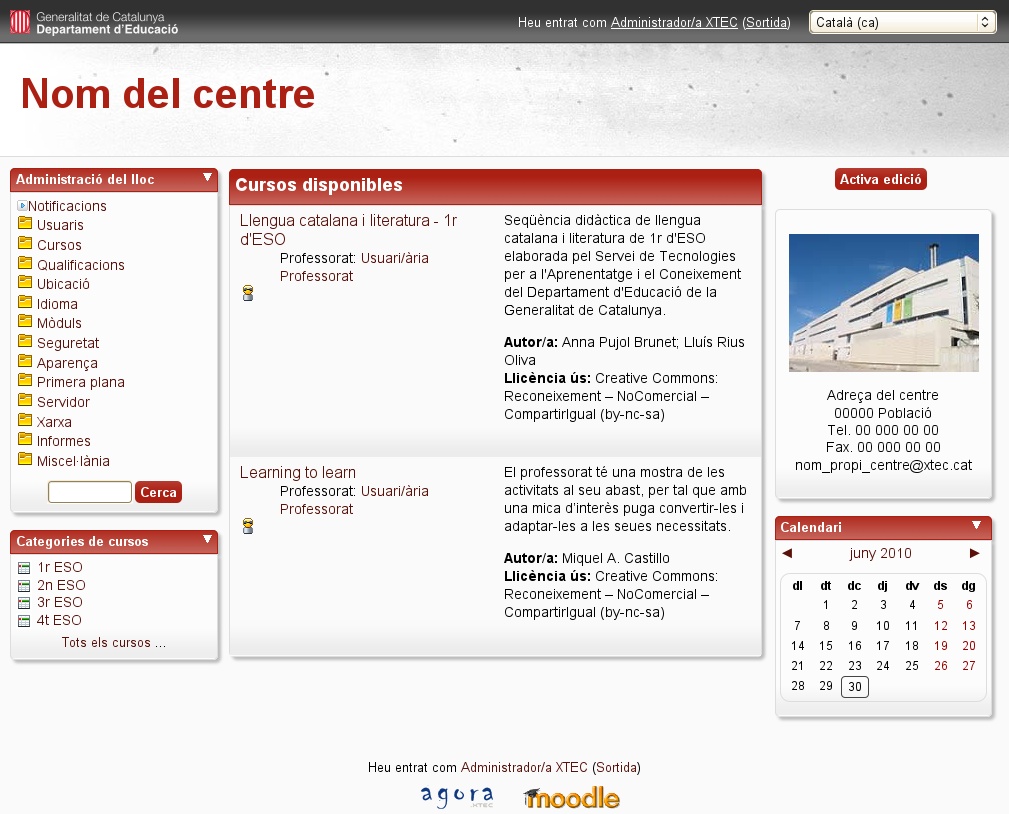 Generalitat de Catalunya
Departament d'Educació
Heu entrat com Administrador/a XTEC (Sortida)
Català (ca)
Nom del centre
Administració del lloc
Notificacions
Usuaris
Cursos
Qualificacions
Ubicació
Idioma
Mòduls
Seguretat
Aparença
Primera plana
Servidor
Xarxa
Informes
Miscel·lània
Cerca
Categories de cursos
1r ESO
2n ESO
3r ESO
4t ESO
Tots els cursos ...
Cursos disponibles
Llengua catalana i literatura - 1r
d'ESO
Professorat: Usuari/ària
Professorat
Seqüència didàctica de llengua
catalana i literatura de 1r d'ESO
elaborada pel Servei de Tecnologies
per a l'Aprenentatge i el Coneixement
del Departament d'Educació de la
Generalitat de Catalunya.
Autor/a: Anna Pujol Brunet; Lluís Rius
Oliva
Llicència ús: Creative Commons:
Reconeixement – NoComercial –
CompartirIgual (by-nc-sa)
Learning to learn
Professorat: Usuari/ària
Professorat
El professorat té una mostra de les
activitats al seu abast, per tal que amb
una mica d'interès puga convertir-les i
adaptar-les a les seues necessitats.
Autor/a: Miquel A. Castillo
Llicència ús: Creative Commons:
Reconeixement – NoComercial –
CompartirIgual (by-nc-sa)
Activa edició
Adreça del centre
00000 Població
Tel. 00 000 00 00
Fax. 00 000 00 00
nom_propi_centre@xtec.cat
Calendari
juny 2010
dl dt dc dj dv ds dg
1 2 3 4 5 6
7 8 9 10 11 12 13
14 15 16 17 18 19 20
21 22 23 24 25 26 27
28 29 30
Heu entrat com Administrador/a XTEC (Sortida)
agora
XTEC
moodle